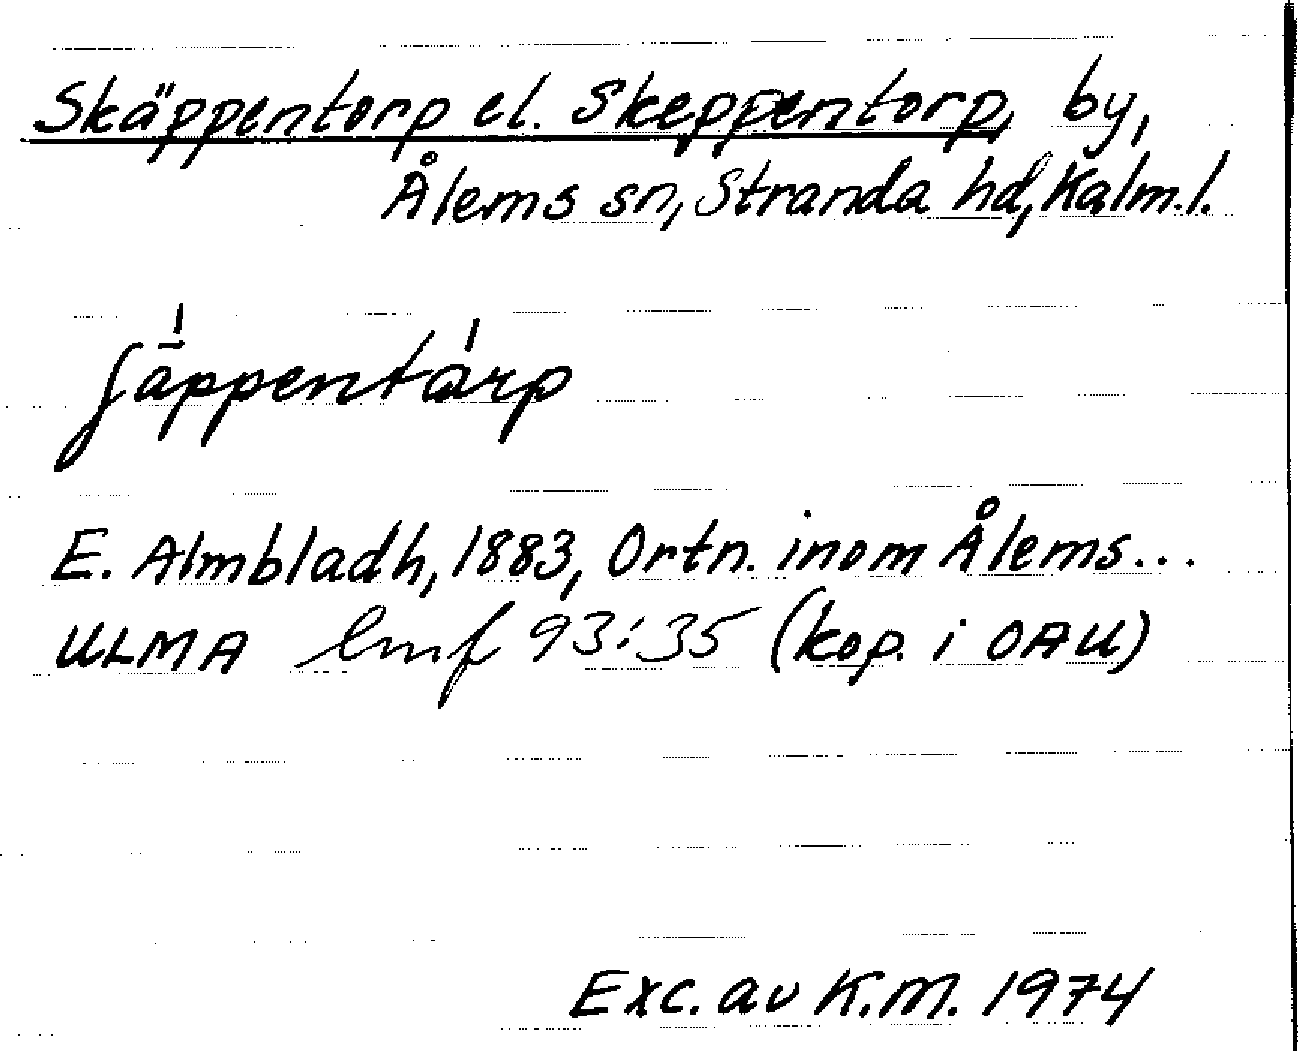 Skäppentorp el. Skeppentorp, by,
Ålems sn, Stranda hd, Kalm.l.
ʃäppentårp
E. Almbladh, 1883, Ortn. inom Ålems...
ULMA lmf 93:35 (kop. i OAU)
Exc. av K.M. 1974